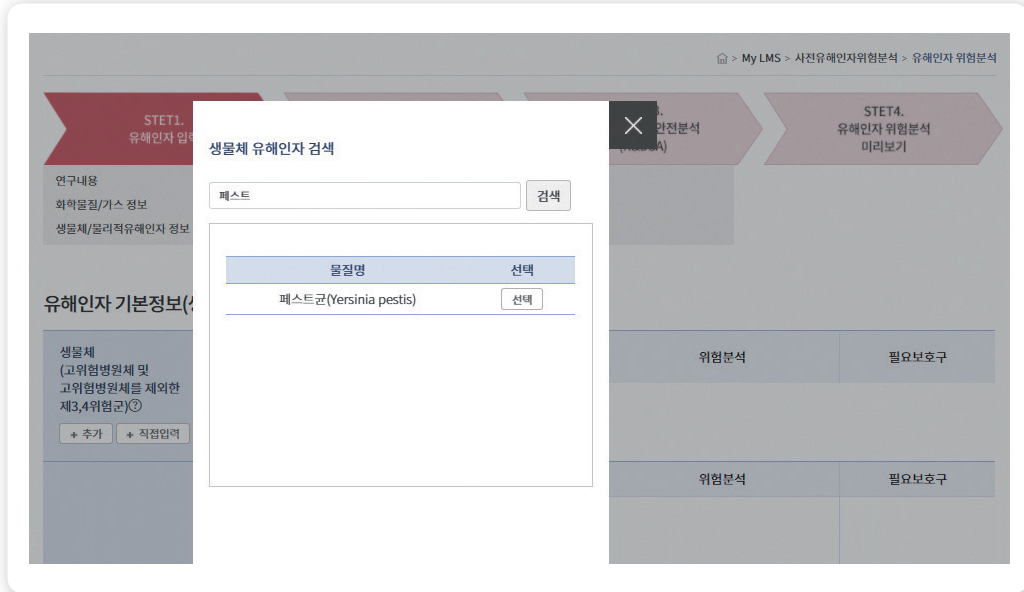 > My LMS > 사전유해인자위험분석 > 유해인자 위험분석
STET1.
유해인자 입력
안전분석
STET4.
유해인자 위험분석
미리보기
연구내용
화학물질/가스 정보
생물체/물리적유해인자 정보
생물체 유해인자 검색
페스트
검색
물질명 선택
페스트균(Yersinia pestis) 선택
유해인자 기본정보(
생물체
(고위험병원체 및
고위험병원체를 제외한
제3,4위험군)?
+ 추가 + 직접입력
위험분석 필요보호구
위험분석 필요보호구